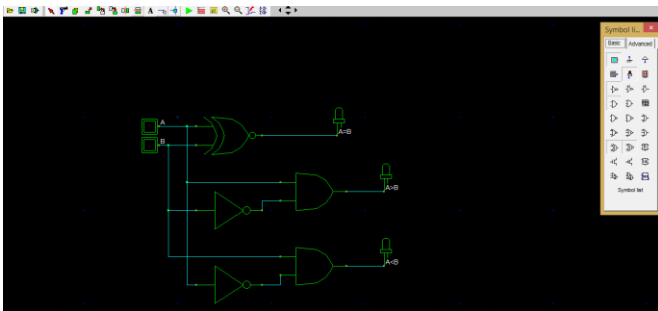 A
Symbol li...
Basic
Advanced
A
A=B
B
A>B
A<B
Symbol list